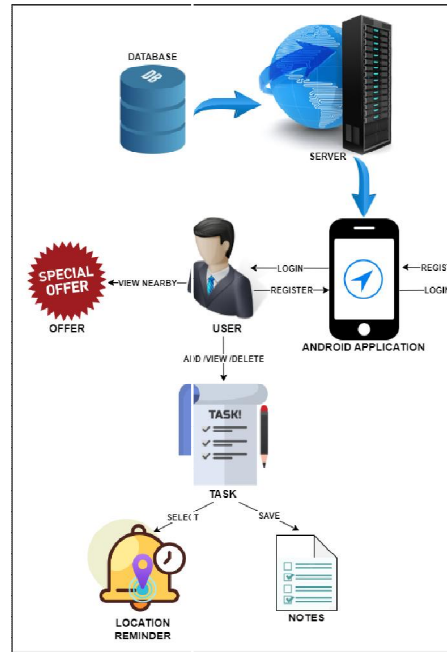 DATABASE
DB
SERVER
SPECIAL
OFFER
VIEW NEARBY
LOGIN
REGISTER
REGIST
LOGIN
OFFER
USER
ANDROID APPLICATION
ADD /VIEW /DELETE
TASK!
TASK
SELECT
SAVE
LOCATION
REMINDER
NOTES